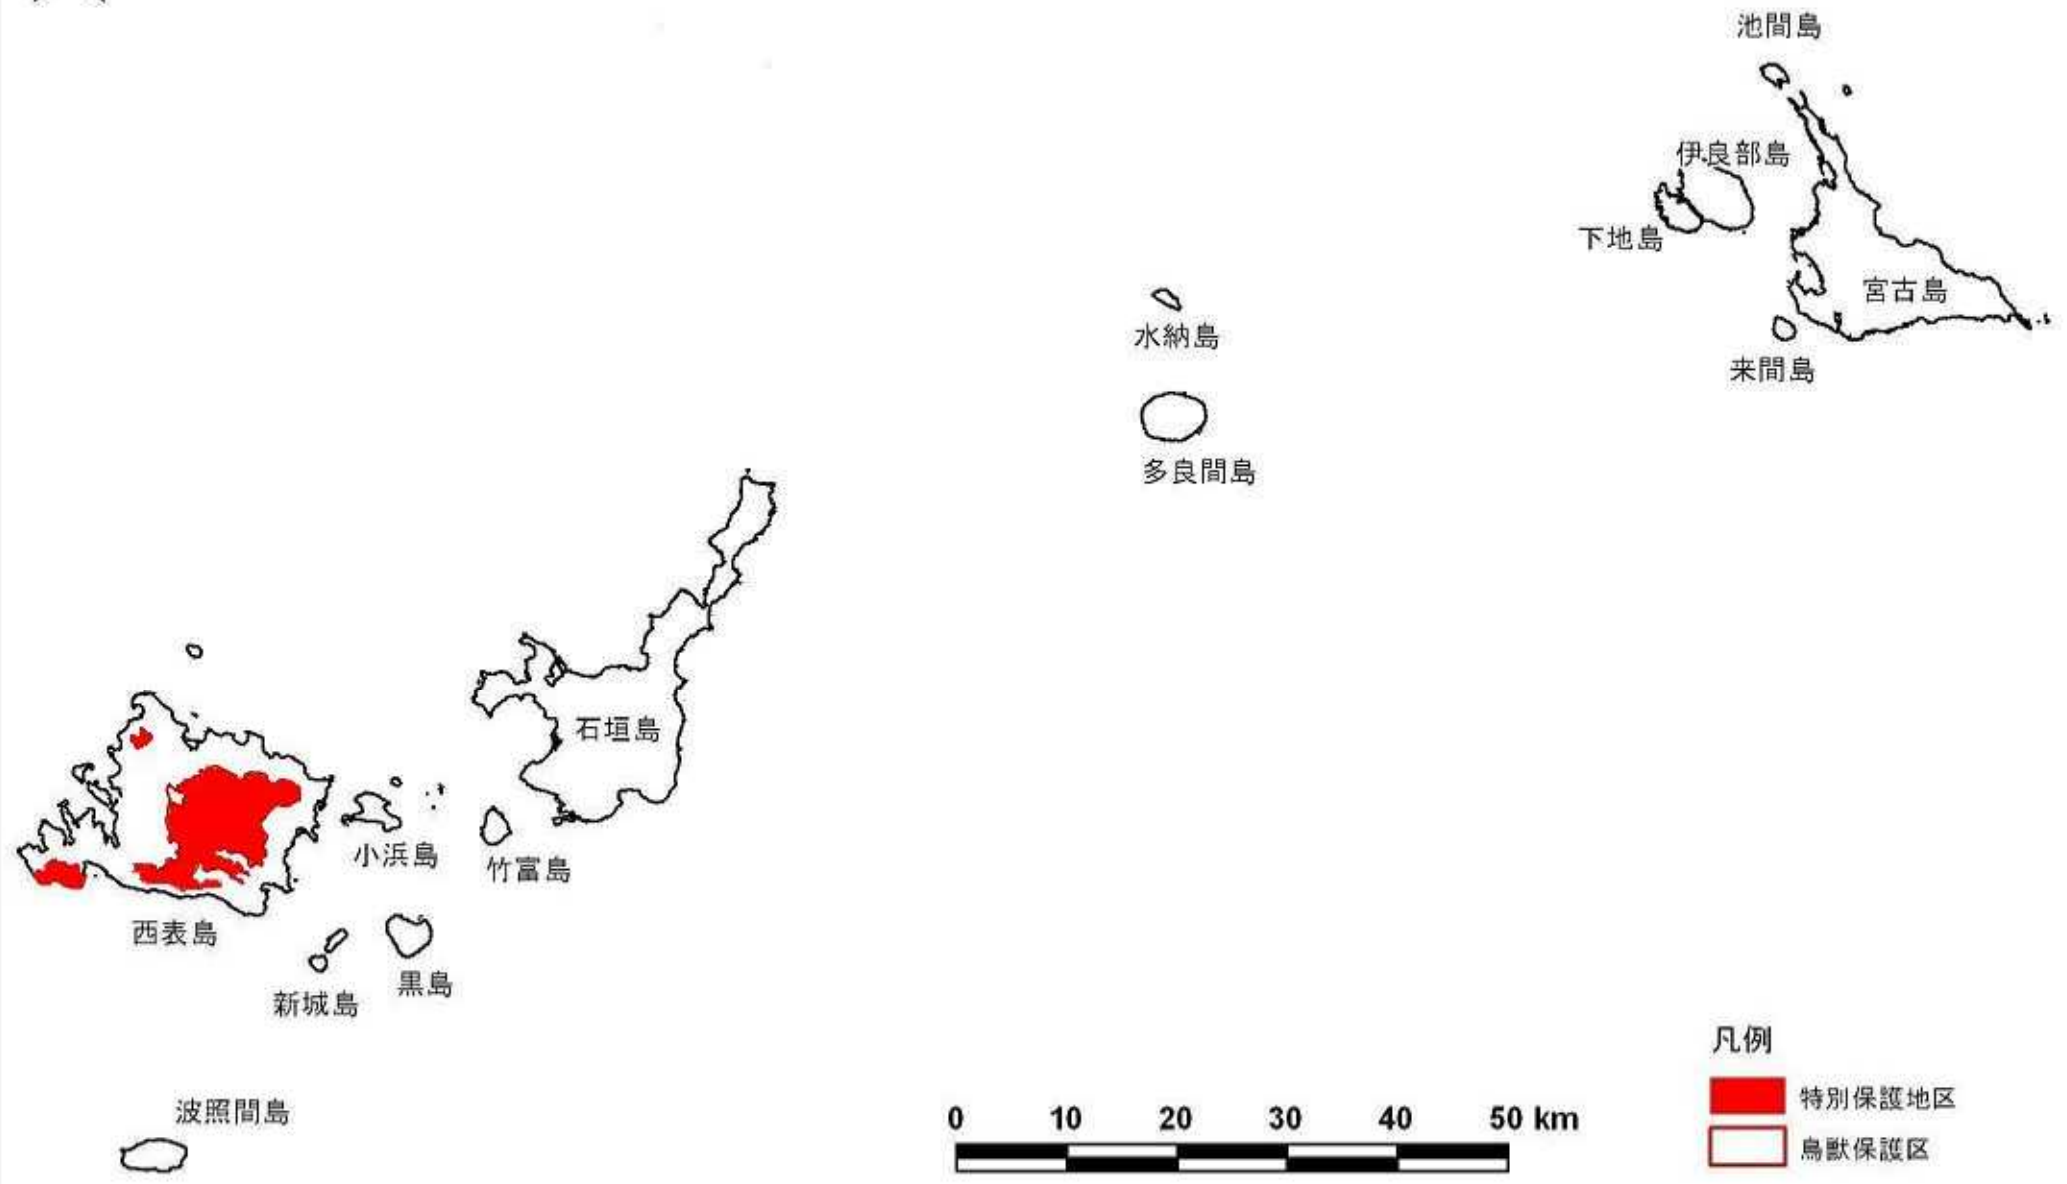 池間島
伊良部島
下地島
宮古島
水納島
来間島
多良間島
石垣島
小浜島
竹富島
西表島
黒島
新城島
凡例
特別保護地区
波照間島
0 10 20 30 40 50 km
鳥獣保護区